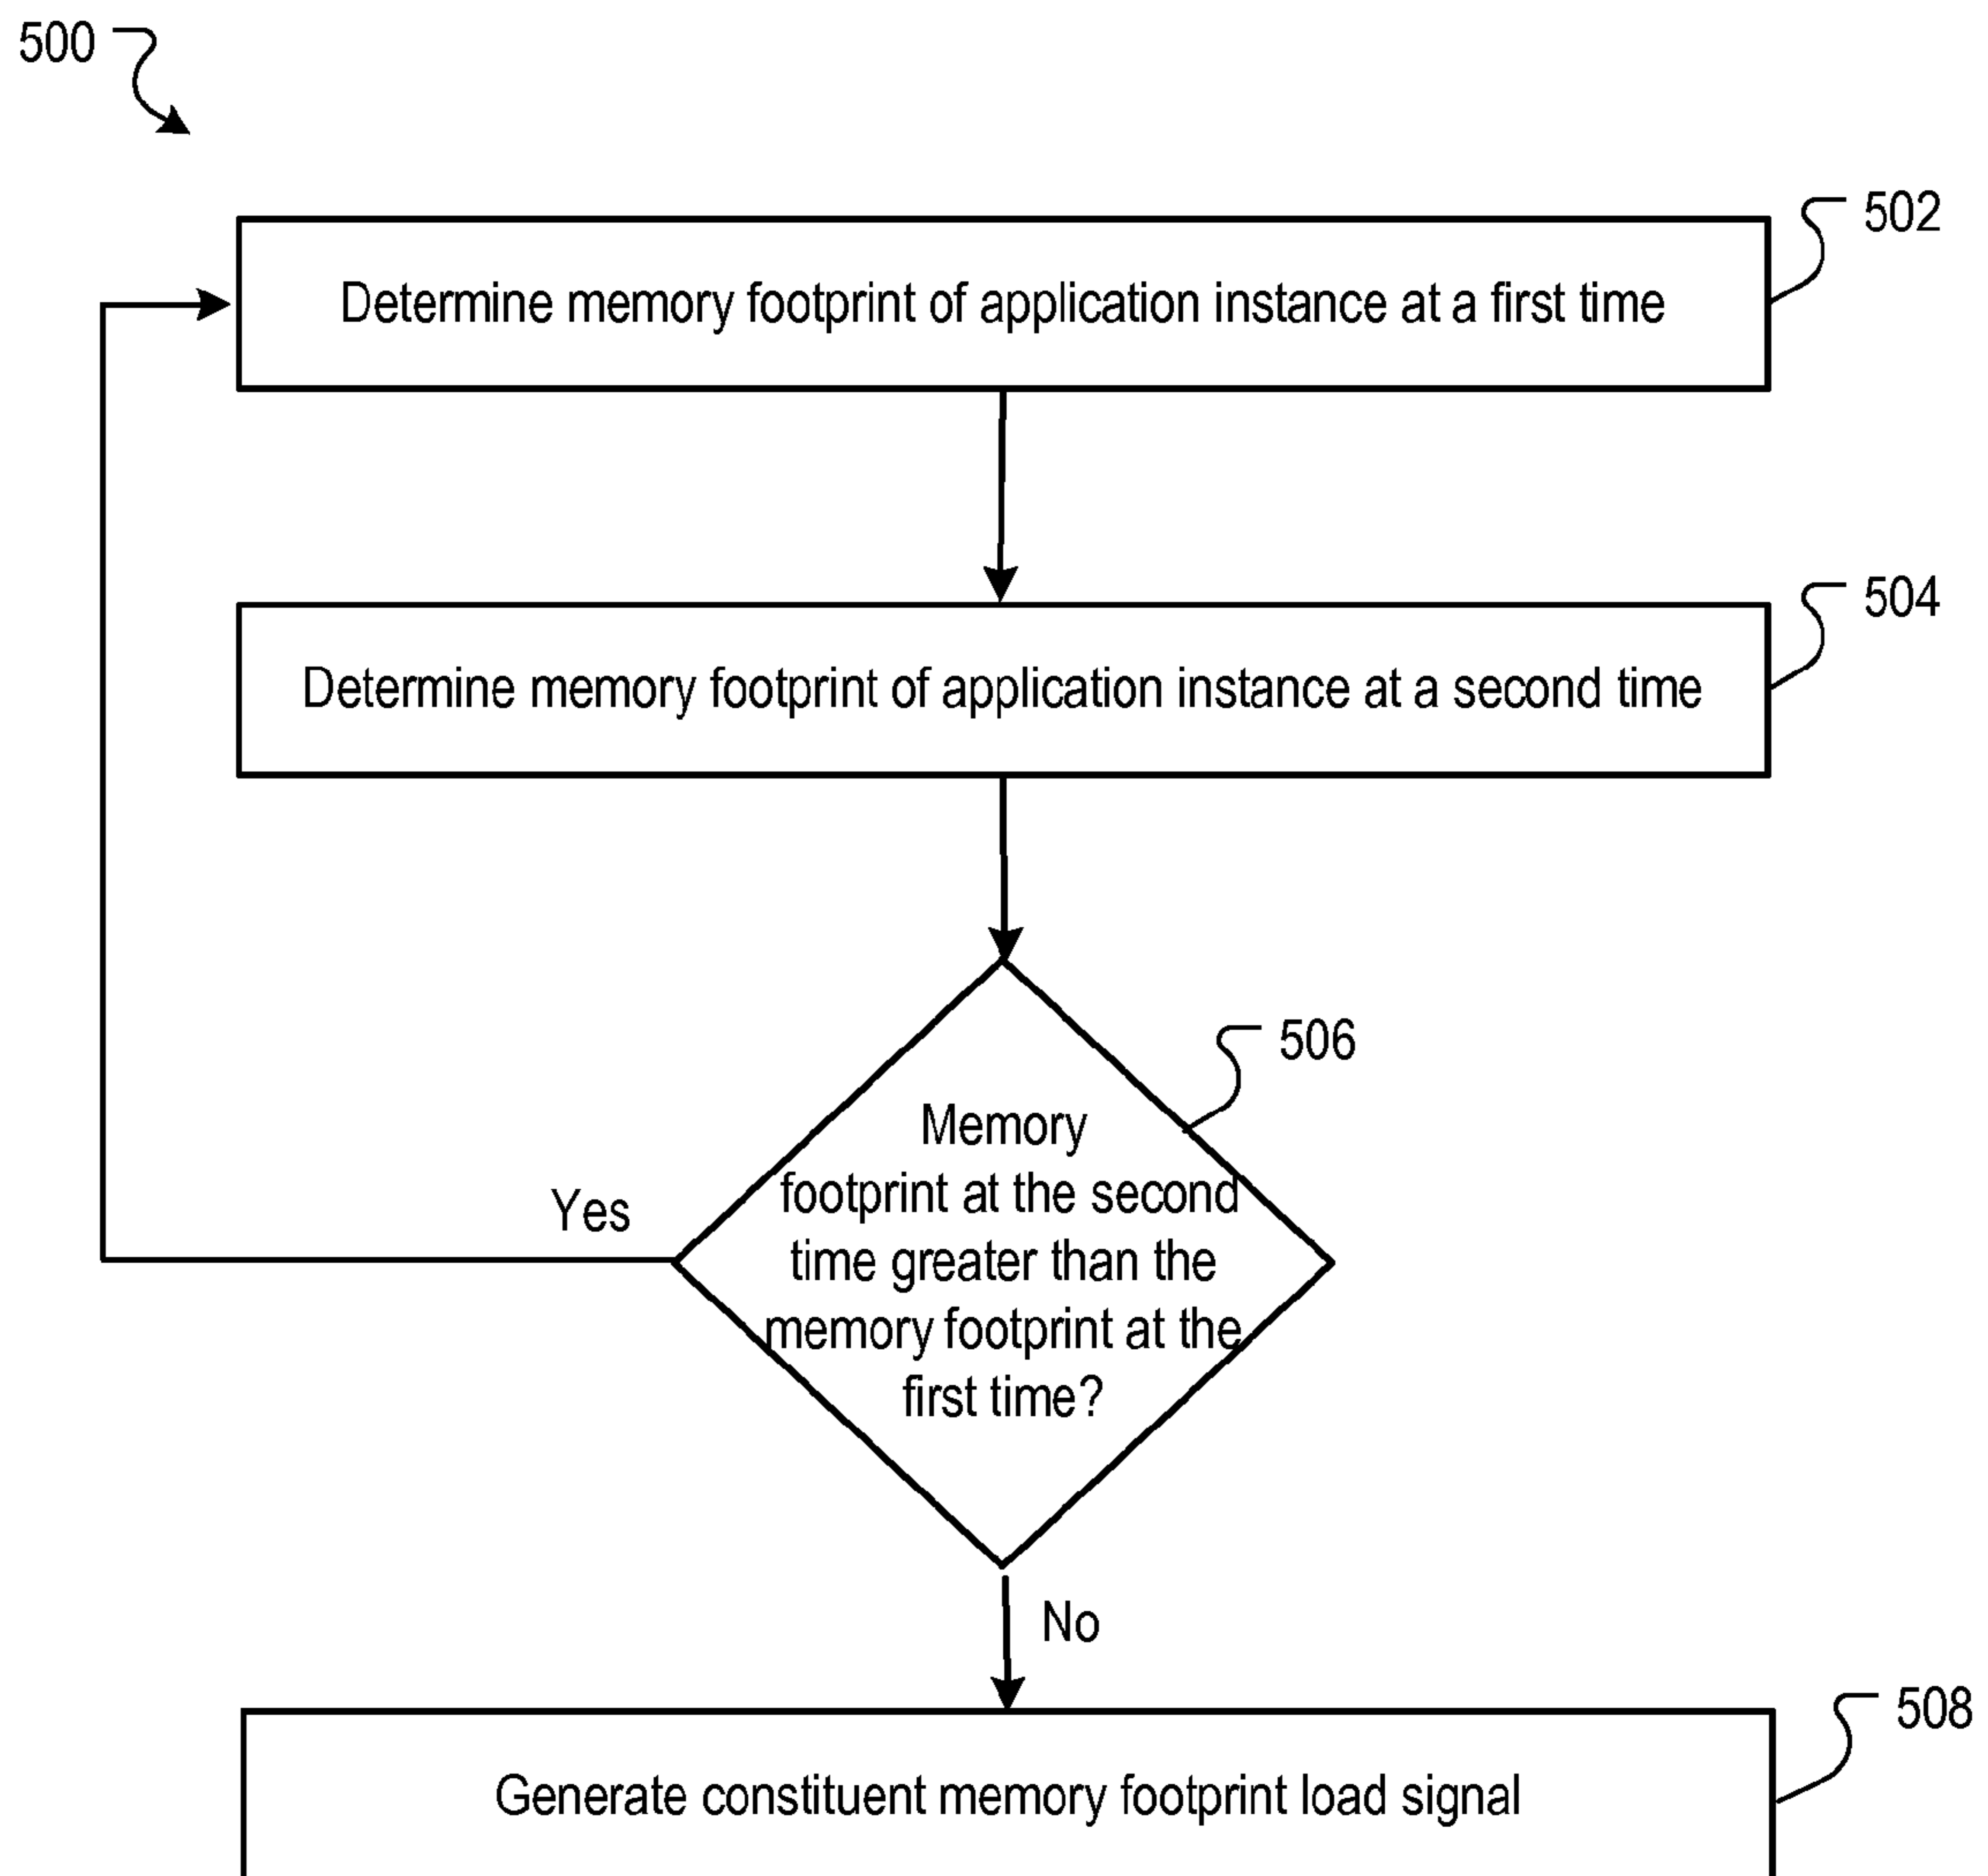 500
502
Determine memory footprint of application instance at a first time
504
Determine memory footprint of application instance at a second time
506
Memory
footprint at the second
time greater than the
memory footprint at the
first time?
Yes
No
508
Generate constituent memory footprint load signal